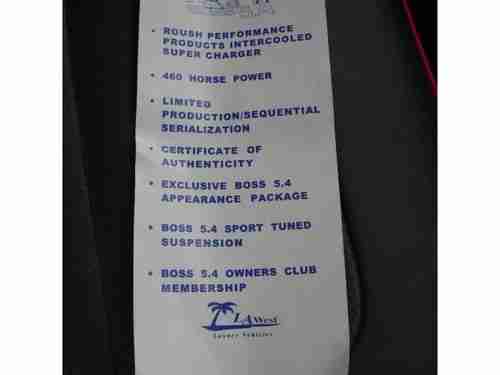 • ROUSH PERFORMANCE
PRODUCTS INTERCOOLED
SUPER CHARGER
• 460 HORSE POWER
• LIMITED
PRODUCTION/SEQUENTIAL
SERIALIZATION
• CERTIFICATE OF
AUTHENTICITY
• EXCLUSIVE BOSS 5.4
APPEARANCE PACKAGE
• BOSS 5.4 SPORT TUNED
SUSPENSION
• BOSS 5.4 OWNERS CLUB
MEMBERSHIP
LA West
Luxury Vehicles